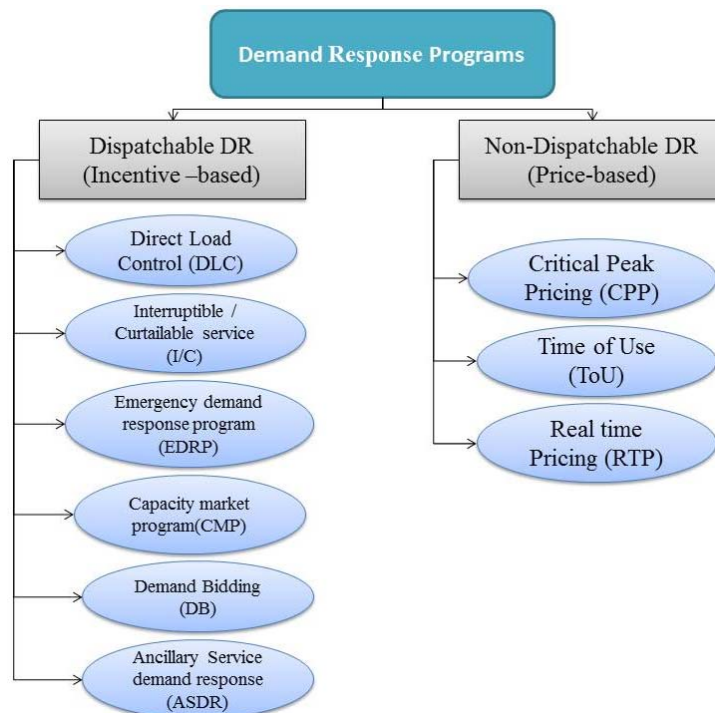 Demand Response Programs
Dispatchable DR
(Incentive –based)
Direct Load
Control (DLC)
Interruptible /
Curtailable service
(I/C)
Emergency demand
response program
(EDRP)
Capacity market
program(CMP)
Demand Bidding
(DB)
Ancillary Service
demand response
(ASDR)
Non-Dispatchable DR
(Price-based)
Critical Peak
Pricing (CPP)
Time of Use
(ToU)
Real time
Pricing (RTP)